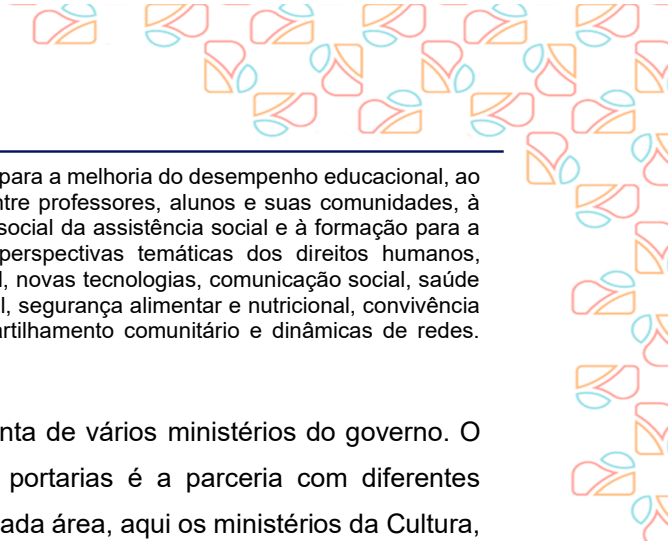 para a melhoria do desempenho educacional, ao
ntre professores, alunos e suas comunidades, à
social da assistência social e à formação para a
perspectivas temáticas dos direitos humanos,
novas tecnologias, comunicação social, saúde
segurança alimentar e nutricional, convivência
artilhamento comunitário e dinâmicas de redes.
nta de vários ministérios do governo. O
portarias é a parceria com diferentes
ada área, aqui os ministérios da Cultura,